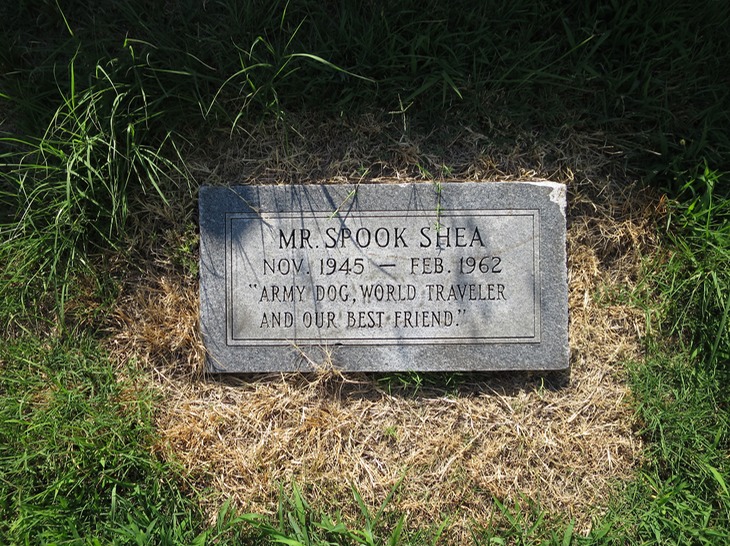 MR. SPOOK SHEA
NOV. 1945 — FEB. 1962
"ARMY DOG, WORLD TRAVELER
AND OUR BEST FRIEND."